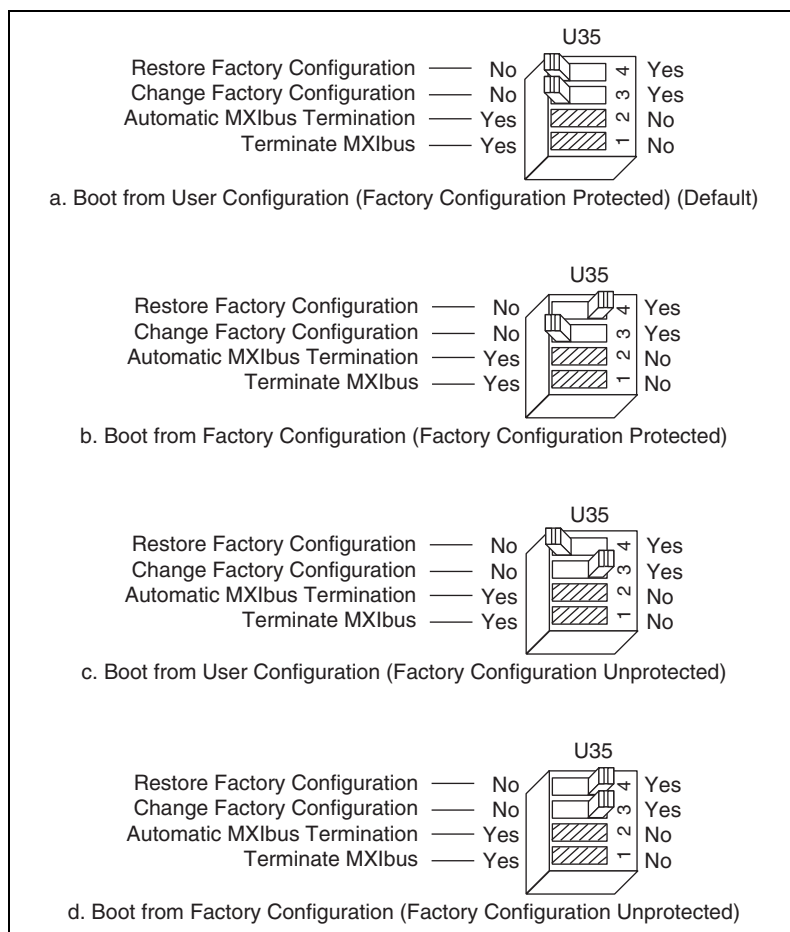 U35
Restore Factory Configuration No 4 Yes
Change Factory Configuration No 3 Yes
Automatic MXIbus Termination Yes 2 No
Terminate MXIbus Yes 1 No
a. Boot from User Configuration (Factory Configuration Protected) (Default)
U35
Restore Factory Configuration No 4 Yes
Change Factory Configuration No 3 Yes
Automatic MXIbus Termination Yes 2 No
Terminate MXIbus Yes 1 No
b. Boot from Factory Configuration (Factory Configuration Protected)
U35
Restore Factory Configuration No 4 Yes
Change Factory Configuration No 3 Yes
Automatic MXIbus Termination Yes 2 No
Terminate MXIbus Yes 1 No
c. Boot from User Configuration (Factory Configuration Unprotected)
U35
Restore Factory Configuration No 4 Yes
Change Factory Configuration No 3 Yes
Automatic MXIbus Termination Yes 2 No
Terminate MXIbus Yes 1 No
d. Boot from Factory Configuration (Factory Configuration Unprotected)